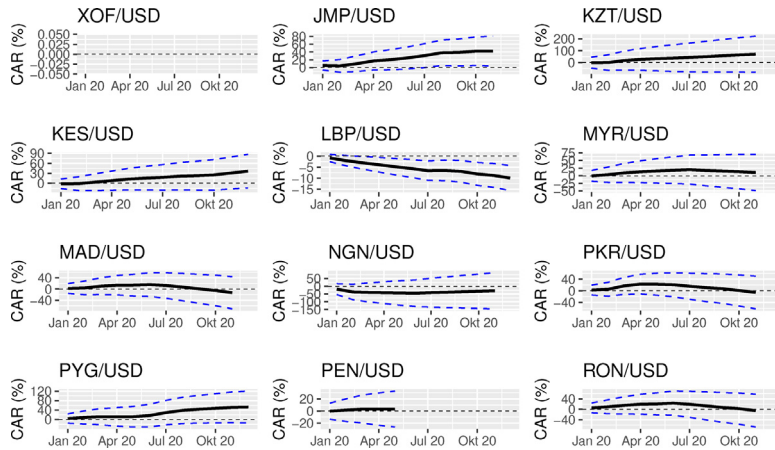 XOF/USD
CAR (%)
0.050
0.025
0.000
−0.025
−0.050
Jan 20 Apr 20 Jul 20 Okt 20
JMP/USD
CAR (%)
80
60
40
20
0
Jan 20 Apr 20 Jul 20 Okt 20
KZT/USD
CAR (%)
200
100
0
Jan 20 Apr 20 Jul 20 Okt 20
KES/USD
CAR (%)
90
60
30
0
Jan 20 Apr 20 Jul 20 Okt 20
LBP/USD
CAR (%)
0
−5
−10
−15
Jan 20 Apr 20 Jul 20 Okt 20
MYR/USD
CAR (%)
75
50
25
0
−25
−50
Jan 20 Apr 20 Jul 20 Okt 20
MAD/USD
CAR (%)
40
0
−40
Jan 20 Apr 20 Jul 20 Okt 20
NGN/USD
CAR (%)
50
0
−50
−100
−150
Jan 20 Apr 20 Jul 20 Okt 20
PKR/USD
CAR (%)
40
0
−40
Jan 20 Apr 20 Jul 20 Okt 20
PYG/USD
CAR (%)
120
80
40
0
Jan 20 Apr 20 Jul 20 Okt 20
PEN/USD
CAR (%)
20
0
−20
Jan 20 Apr 20 Jul 20 Okt 20
RON/USD
CAR (%)
40
0
−40
Jan 20 Apr 20 Jul 20 Okt 20